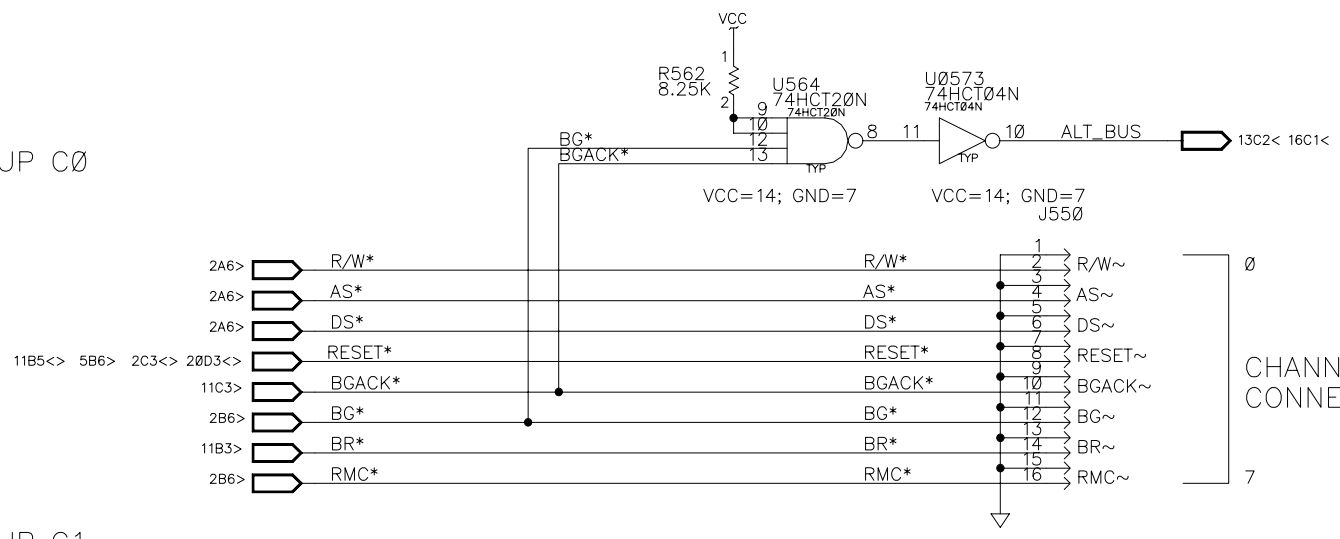 VCC
1
R562
8.25K
2
U564
74HCT2ØN
74HCT2ØN
9
1Ø
12
13
BG*
BGACK*
TYP
8
11
UØ573
74HCTØ4N
74HCTØ4N
TYP
1Ø
ALT_BUS
13C2< 16C1<
UP CØ
VCC=14; GND=7
VCC=14; GND=7
J55Ø
1
2A6> R/W* R/W* 2 R/W~ Ø
3
2A6> AS* AS* 4 AS~
5
2A6> DS* DS* 6 DS~
7
11B5<> 5B6> 2C3<> 2ØD3<> RESET* RESET* 8 RESET~
CHANN
9
11C3> BGACK* BGACK* 1Ø BGACK~
CONNE
11
2B6> BG* BG* 12 BG~
13
11B3> BR* BR* 14 BR~
15
2B6> RMC* RMC* 16 RMC~ 7